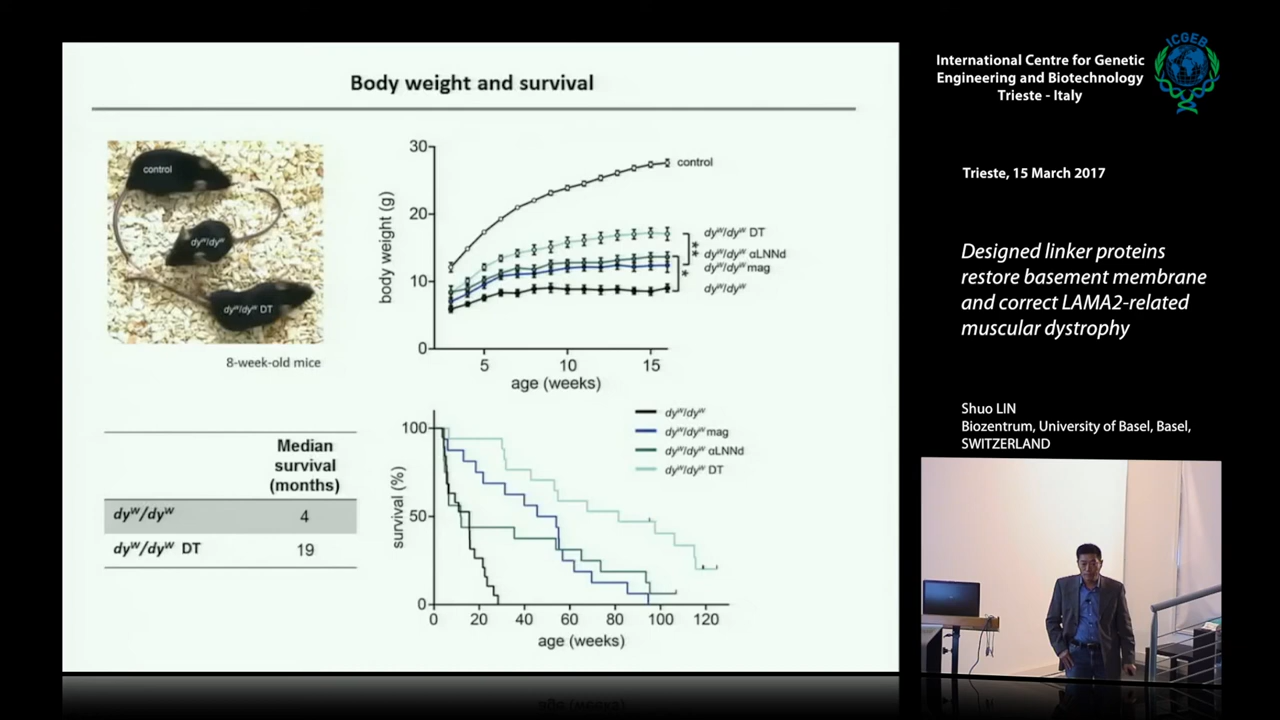 Body weight and survival
control
dyᵂ/dyᵂ
dyᵂ/dyᵂ DT
8-week-old mice
30
20
10
0
body weight (g)
5
10
15
age (weeks)
control
dyᵂ/dyᵂ DT
dyᵂ/dyᵂ αLNNd
dyᵂ/dyᵂ mag
dyᵂ/dyᵂ
**
*
Median
survival
(months)
dyᵂ/dyᵂ
4
dyᵂ/dyᵂ DT
19
100
50
0
survival (%)
0
20
40
60
80
100
120
age (weeks)
dyᵂ/dyᵂ
dyᵂ/dyᵂ mag
dyᵂ/dyᵂ αLNNd
dyᵂ/dyᵂ DT
International Centre for Genetic
Engineering and Biotechnology
Trieste - Italy
ICGEB
Trieste, 15 March 2017
Designed linker proteins
restore basement membrane
and correct LAMA2-related
muscular dystrophy
Shuo LIN
Biozentrum, University of Basel, Basel,
SWITZERLAND